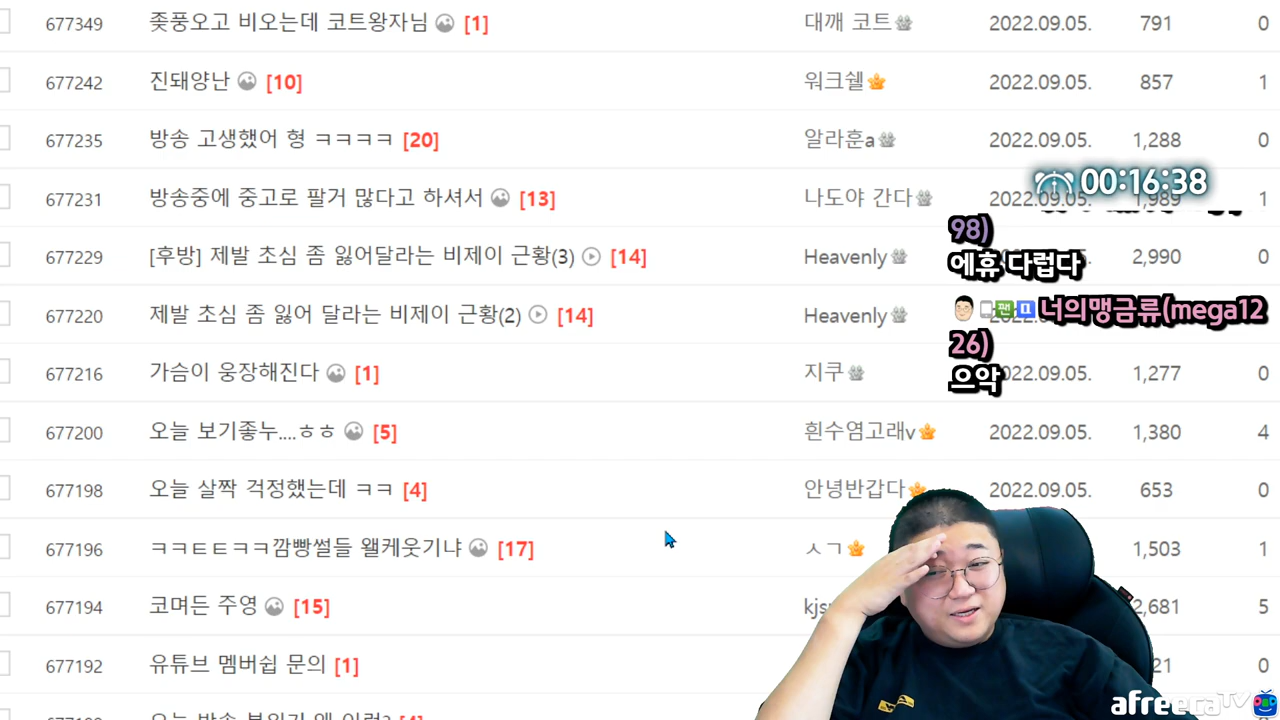 677349 좆풍오고 비오는데 코트왕자님 [1] 대깨 코트 2022.09.05. 791 0
677242 진돼양난 [10] 워크쉘 2022.09.05. 857 1
677235 방송 고생했어 형 ㅋㅋㅋㅋ [20] 알라훈a 2022.09.05. 1,288 0
00:16:38
677231 방송중에 중고로 팔거 많다고 하셔서 [13] 나도야 간다 2022.09.05. 1,989 1
98)
677229 [후방] 제발 초심 좀 잃어달라는 비제이 근황(3) [14] Heavenly 2,990 0
에휴 다럽다
677220 제발 초심 좀 잃어 달라는 비제이 근황(2) [14] Heavenly
너의맹금류(mega12
26)
677216 가슴이 웅장해진다 [1] 지쿠 2022.09.05. 1,277 0
으악
677200 오늘 보기좋누....ㅎㅎ [5] 흰수염고래v 2022.09.05. 1,380 4
677198 오늘 살짝 걱정했는데 ㅋㅋ [4] 안녕반갑다 2022.09.05. 653 0
677196 ㅋㅋㅌㅌㅋㅋ깜빵썰들 왤케웃기냐 [17] ㅅㄱ 1,503 1
677194 코며든 주영 [15] 2,681 5
677192 유튜브 멤버쉽 문의 [1] 0
afreecaTV